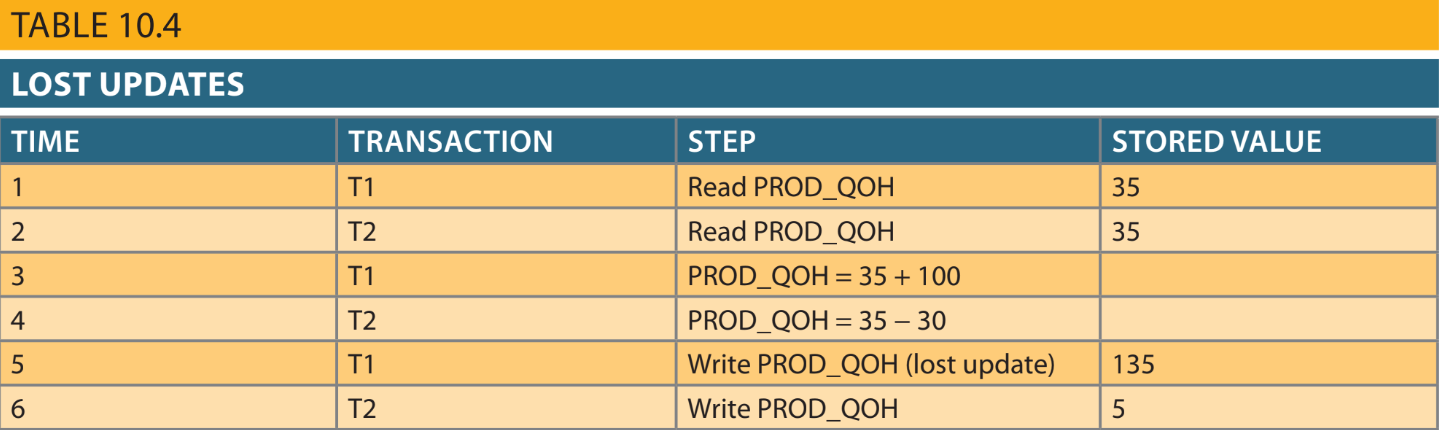 TABLE 10.4
LOST UPDATES
TIME TRANSACTION STEP STORED VALUE
1 T1 Read PROD_QOH 35
2 T2 Read PROD_QOH 35
3 T1 PROD_QOH = 35 + 100
4 T2 PROD_QOH = 35 − 30
5 T1 Write PROD_QOH (lost update) 135
6 T2 Write PROD_QOH 5